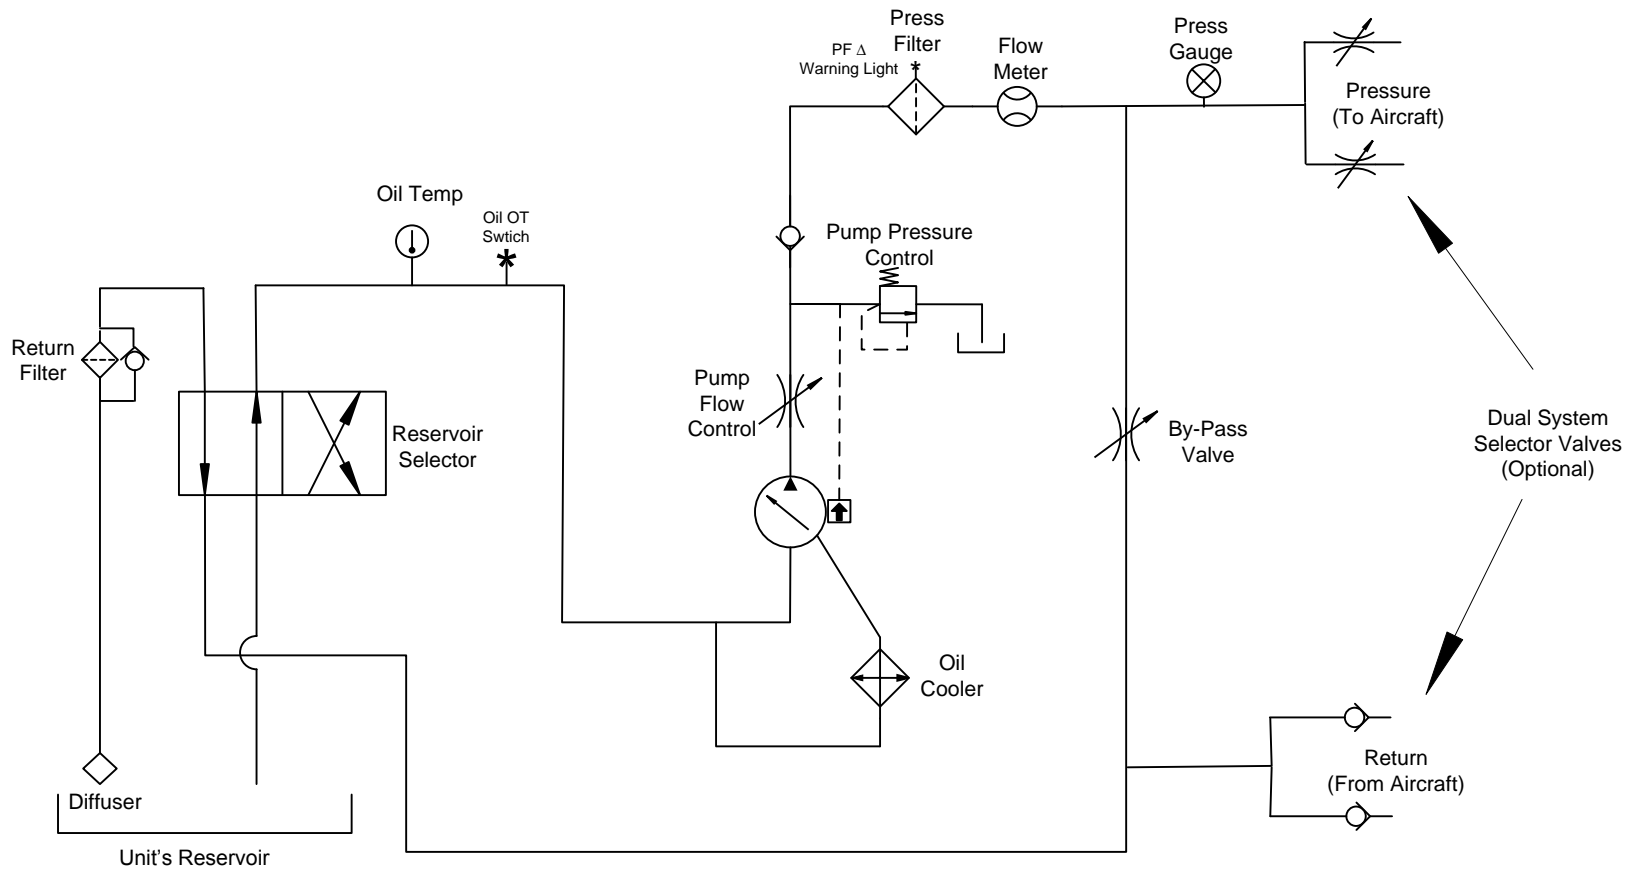 Press
Filter
PF Δ
Warning Light
*
Flow
Meter
Press
Gauge
Pressure
(To Aircraft)
Oil Temp
Oil OT
Swtich
*
Pump Pressure
Control
Return
Filter
Pump
Flow
Control
Reservoir
Selector
By-Pass
Valve
Dual System
Selector Valves
(Optional)
Oil
Cooler
Return
(From Aircraft)
Diffuser
Unit's Reservoir